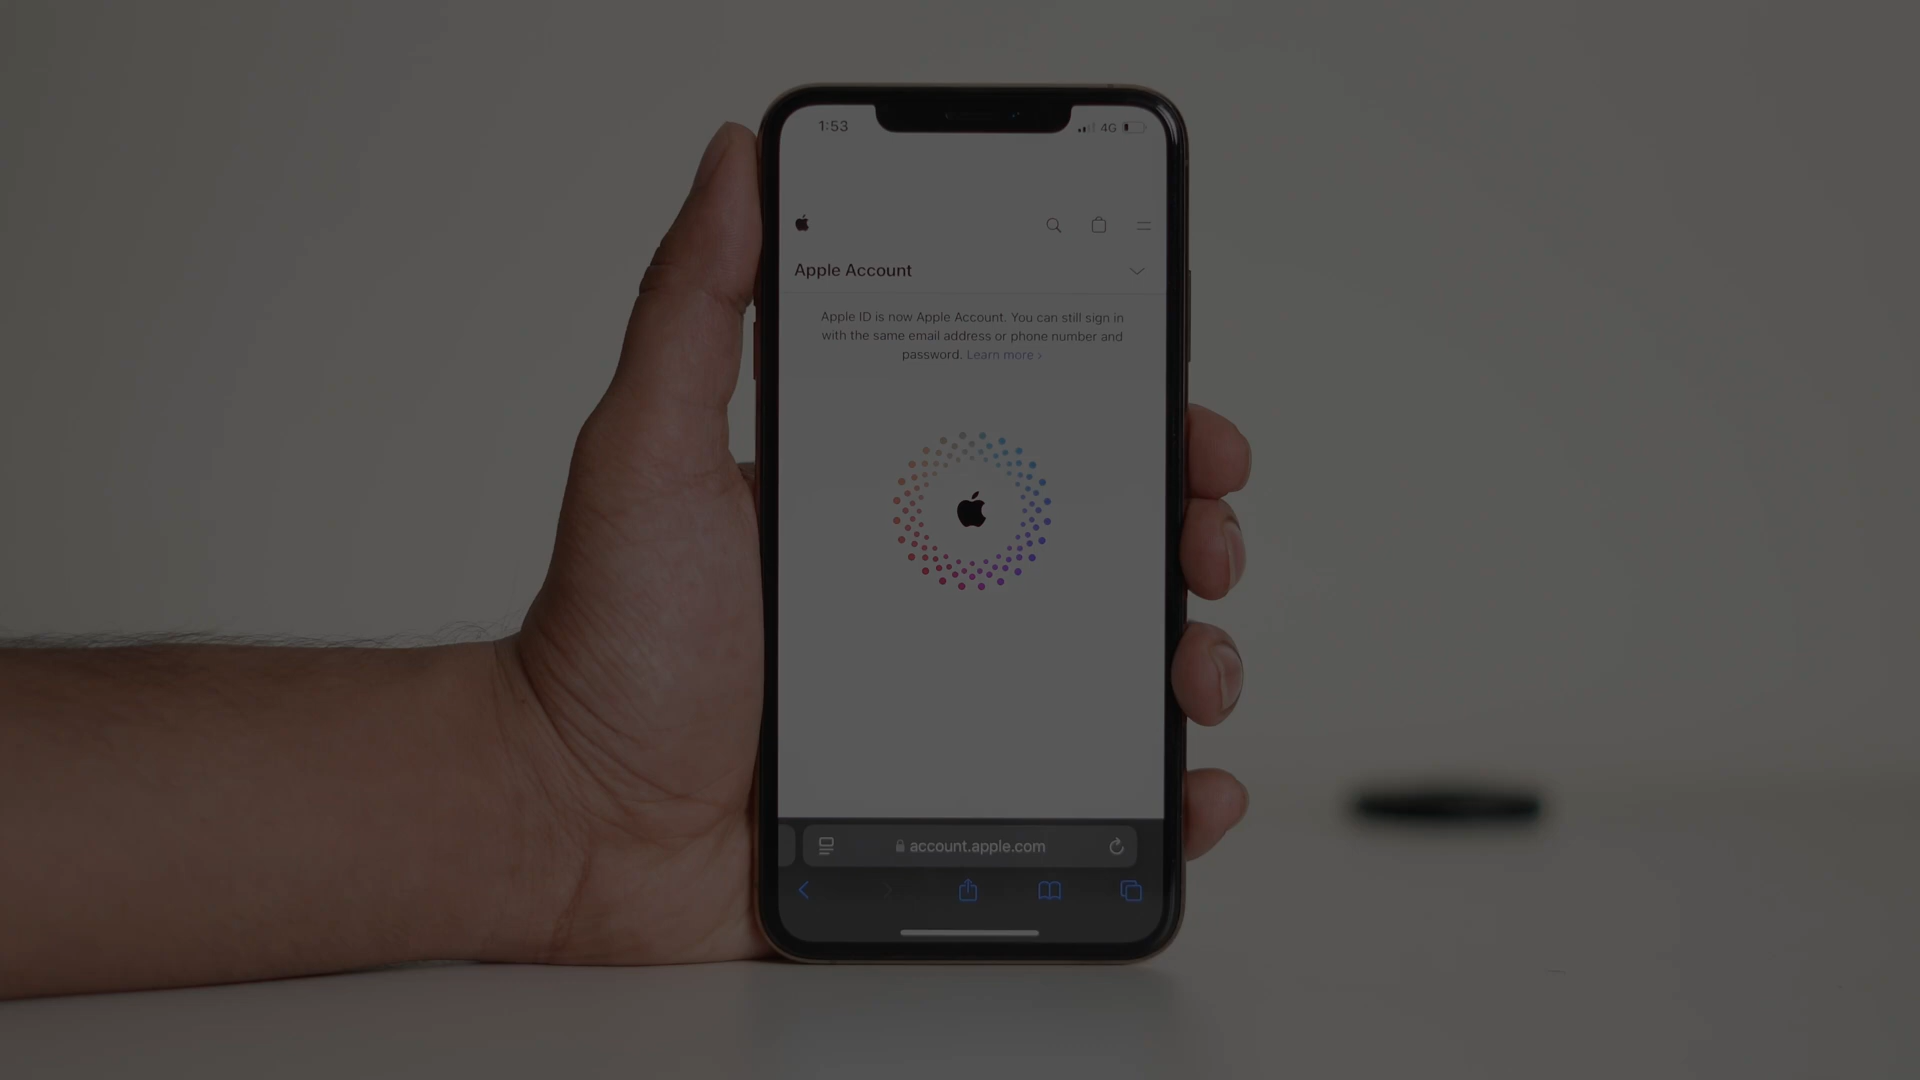 1:53
4G
Apple Account
Apple ID is now Apple Account. You can still sign in
with the same email address or phone number and
password. Learn more >
account.apple.com